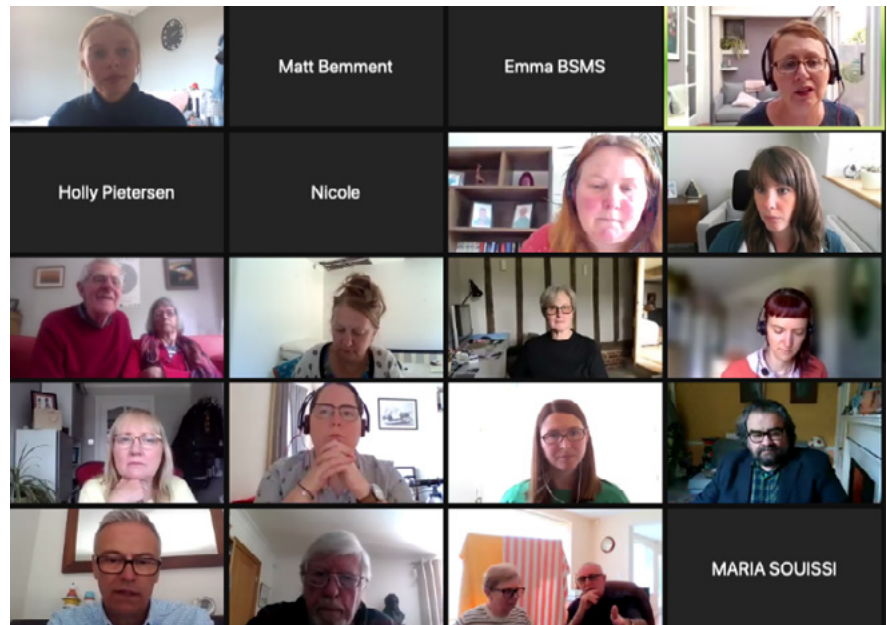 Matt Bemment
Emma BSMS
Holly Pietersen
Nicole
MARIA SOUISSI